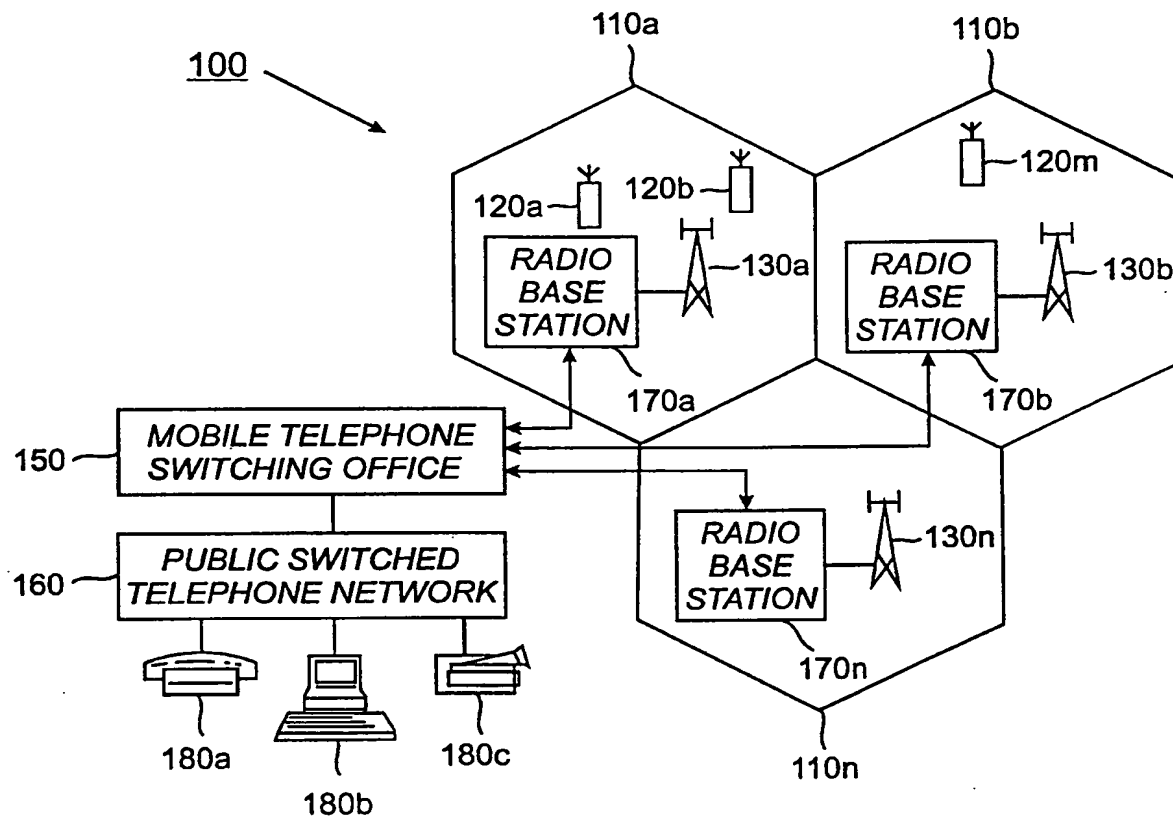 110a
110b
100
120a
120b
120m
RADIO
BASE
STATION
130a
RADIO
BASE
STATION
130b
170a
170b
150
MOBILE TELEPHONE
SWITCHING OFFICE
160
PUBLIC SWITCHED
TELEPHONE NETWORK
RADIO
BASE
STATION
130n
170n
180a
180b
180c
110n